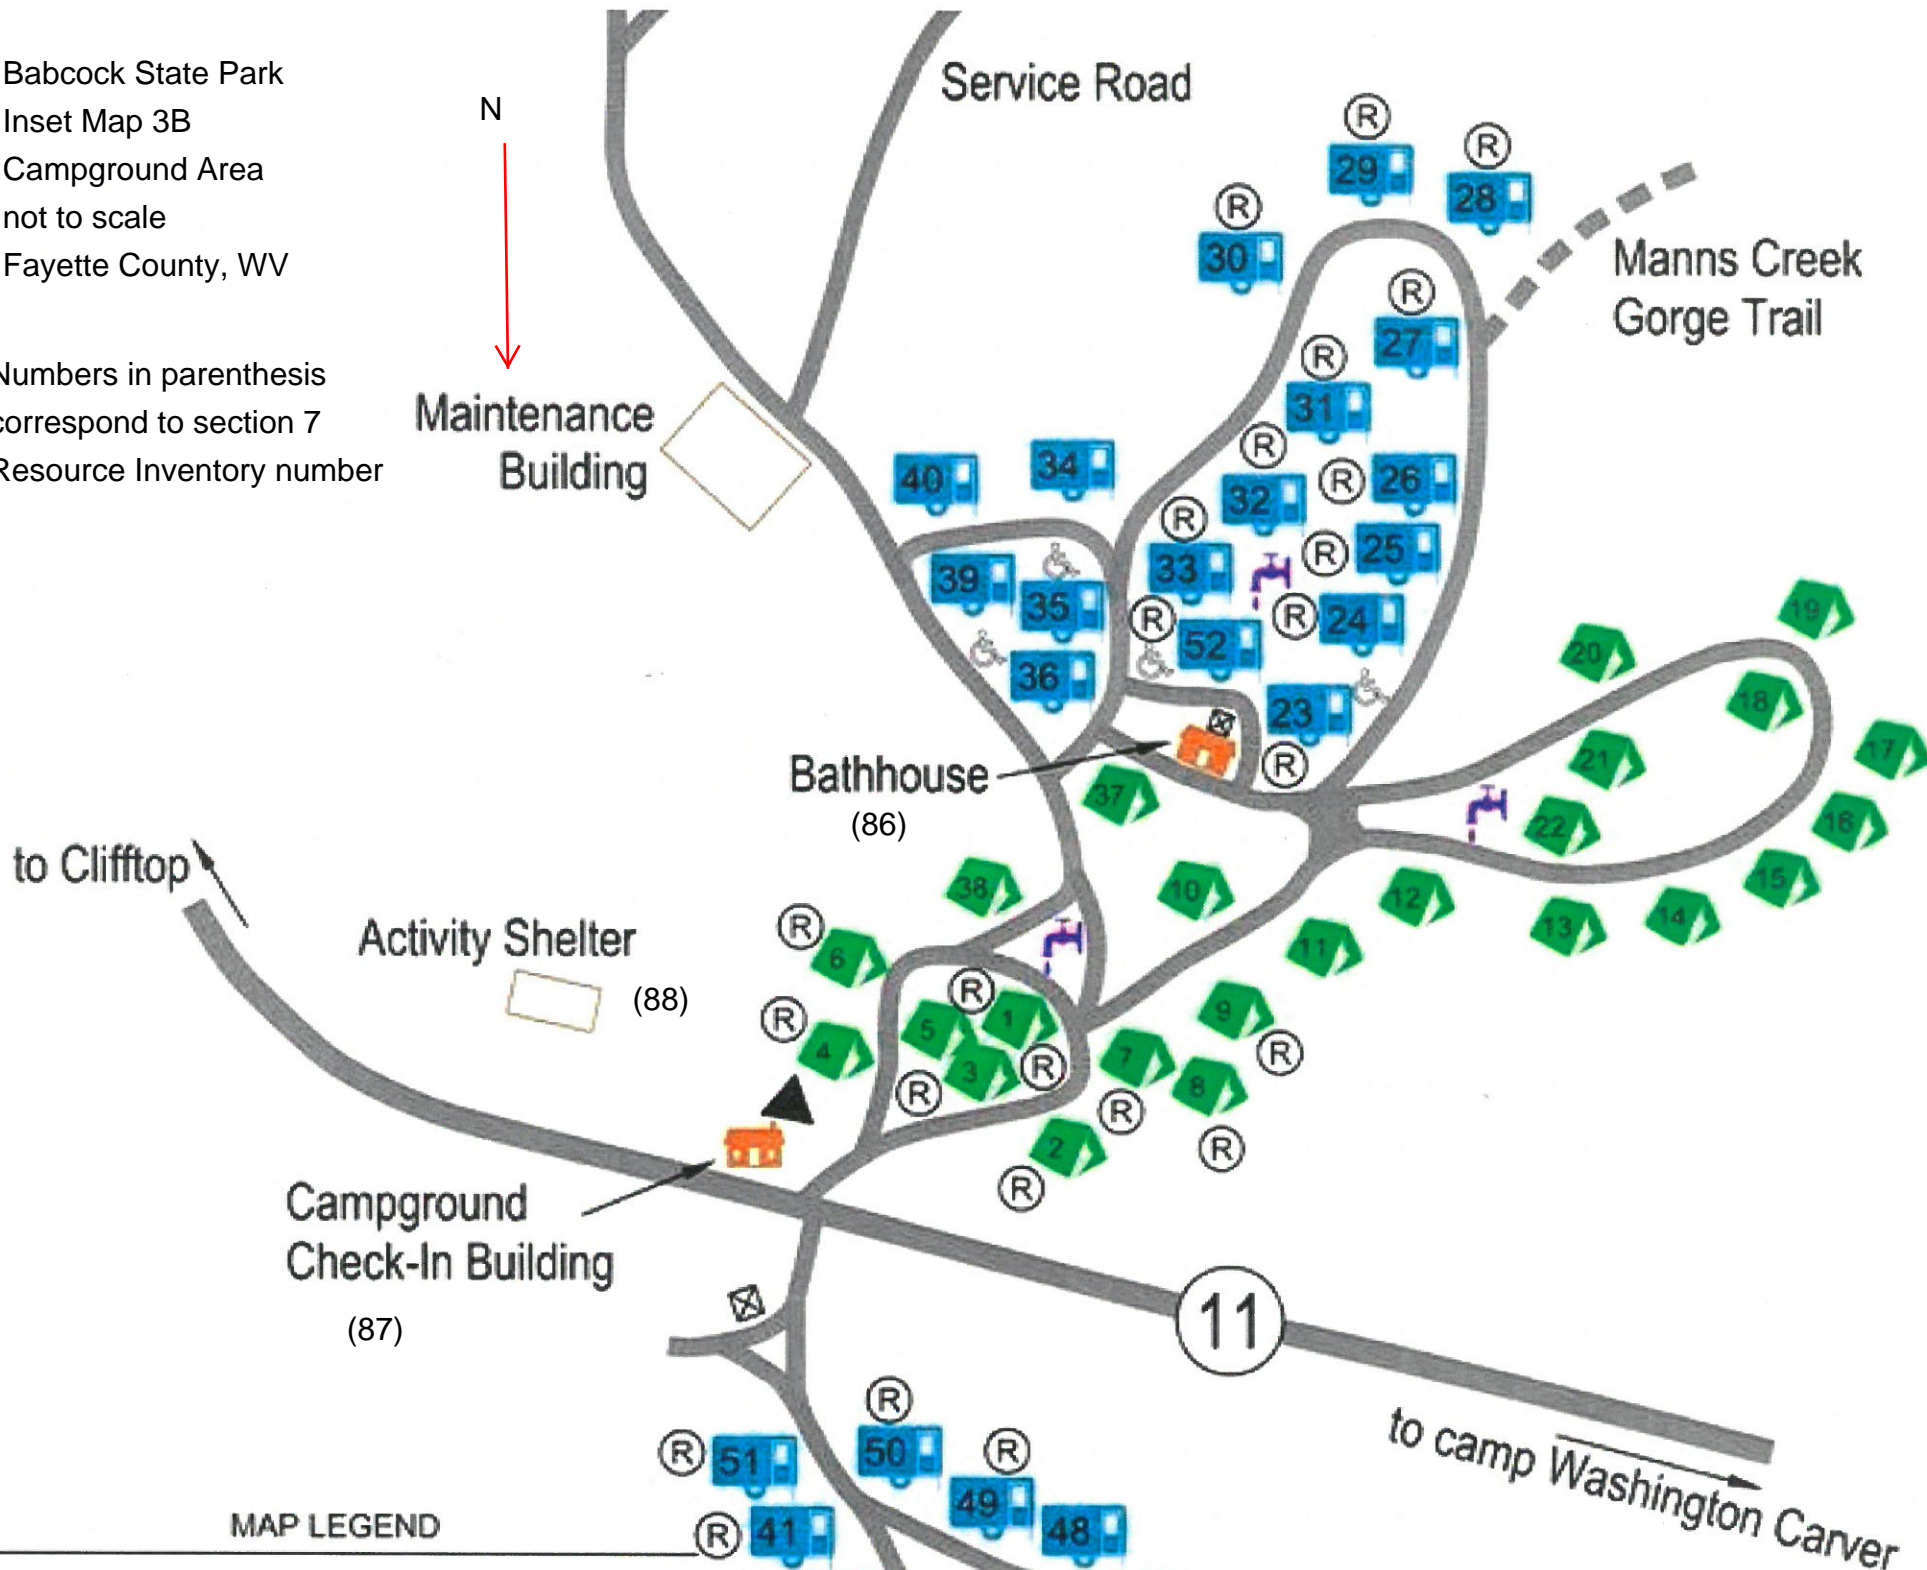 Babcock State Park
Inset Map 3B
Campground Area
not to scale
Fayette County, WV
N
Numbers in parenthesis
correspond to section 7
Resource Inventory number
Service Road
Manns Creek
Gorge Trail
Maintenance
Building
R
29
R
28
R
30
R
27
R
31
R
32
R
26
R
33
R
25
R
52
R
24
23
R
40
34
39
35
36
Bathhouse
(86)
37
20
19
18
21
17
22
16
15
14
13
12
11
10
38
to Clifftop
Activity Shelter
(88)
R
6
R
4
R
5
1
3
R
R
7
R
9
R
8
R
2
R
Campground
Check-In Building
(87)
11
to camp Washington Carver
R
51
R
50
R
49
48
R
41
MAP LEGEND